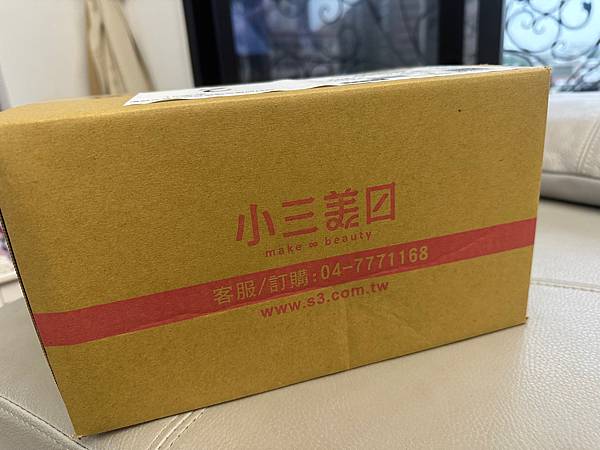 小三美日
make ∞ beauty
客服/訂購:04-7771168
www.s3.com.tw